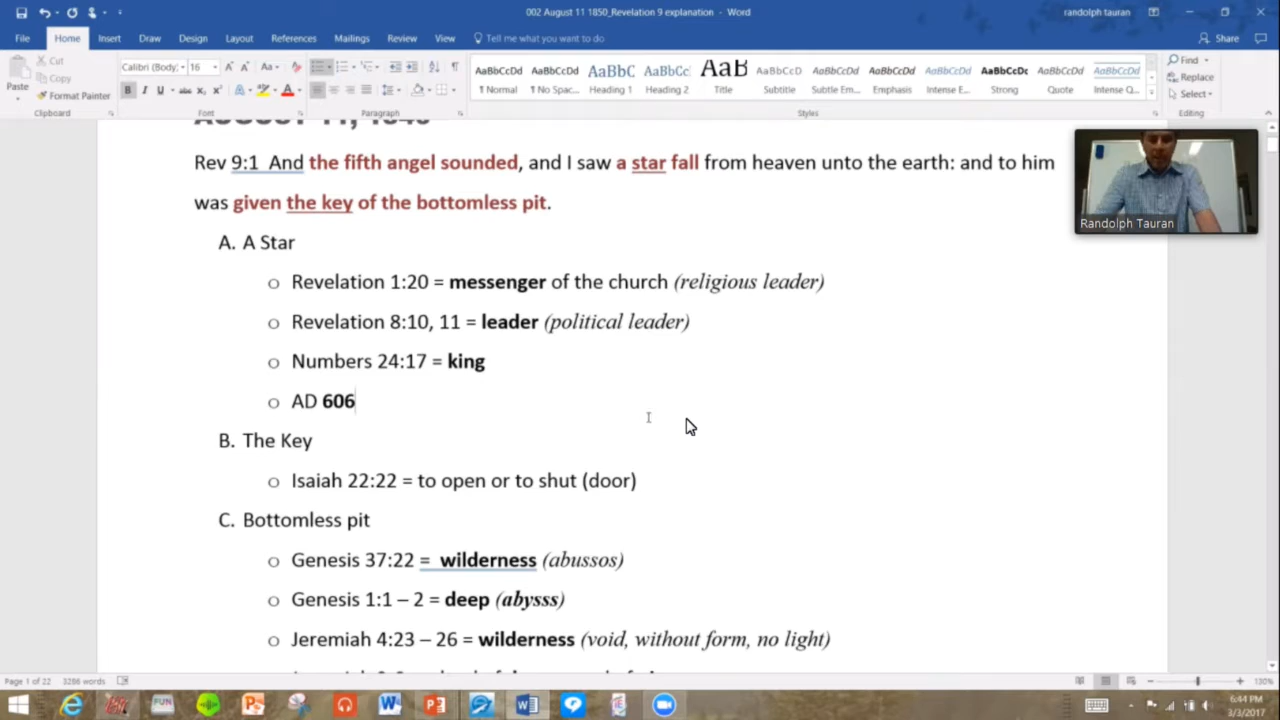 002 August 11 1850_Revelation 9 explanation - Word
randolph tauran
File Home Insert Draw Design Layout References Mailings Review View Tell me what you want to do Share
Paste Cut Copy Format Painter
Calibri (Body) 16
AaBbCcDd AaBbCcDd AaBbC AaBbCc AaB AaBbCcD AaBbCcDd AaBbCcDd AaBbCcDd AaBbCcDc AaBbCcDd AaBbCcDd
¶ Normal ¶ No Spac... Heading 1 Heading 2 Title Subtitle Subtle Em... Emphasis Intense E... Strong Quote Intense Q...
Find Replace Select
Clipboard Font Paragraph Styles Editing
Rev 9:1 And the fifth angel sounded, and I saw a star fall from heaven unto the earth: and to him
was given the key of the bottomless pit.
Randolph Tauran
A. A Star
o Revelation 1:20 = messenger of the church (religious leader)
o Revelation 8:10, 11 = leader (political leader)
o Numbers 24:17 = king
o AD 606
B. The Key
o Isaiah 22:22 = to open or to shut (door)
C. Bottomless pit
o Genesis 37:22 = wilderness (abussos)
o Genesis 1:1 – 2 = deep (abysss)
o Jeremiah 4:23 – 26 = wilderness (void, without form, no light)
Page 1 of 22 3286 words 130%
FUN
6:44 PM
3/3/2017